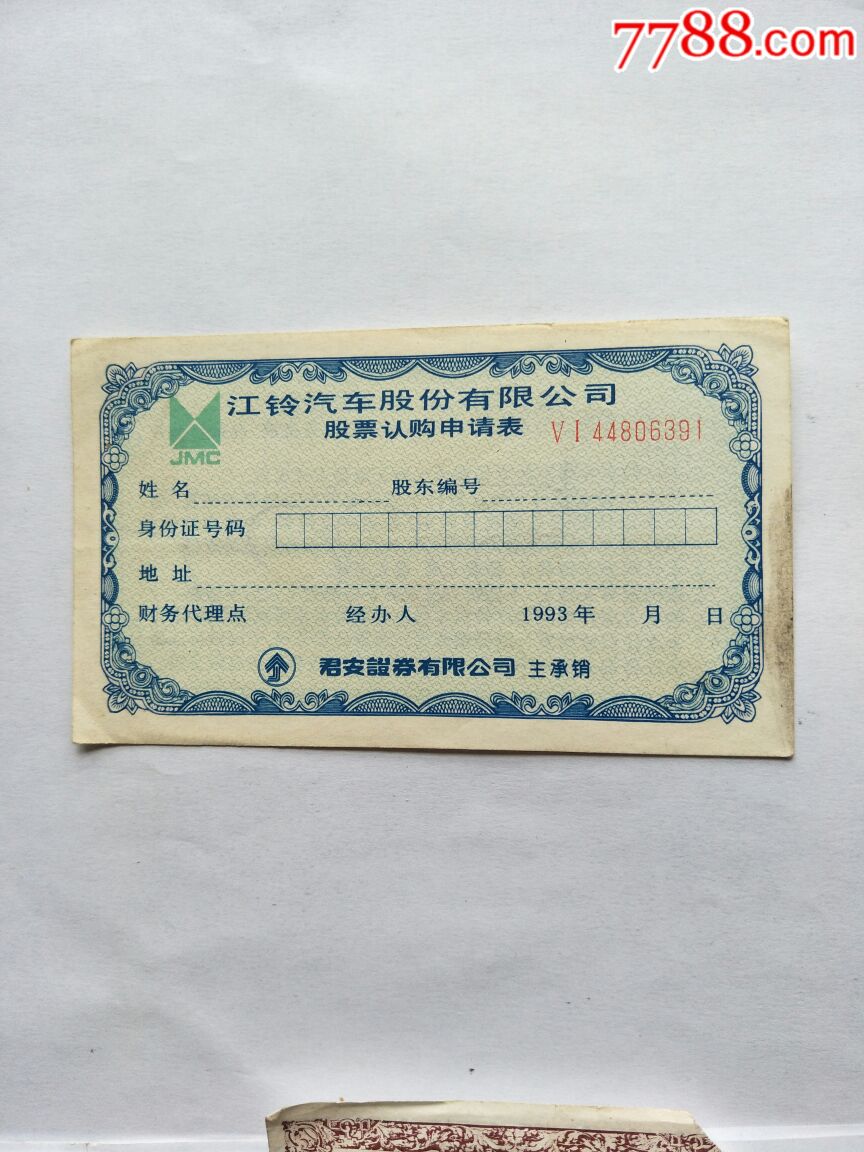 7788.com
江铃汽车股份有限公司
JMC
股票认购申请表 VI 44806391
姓名 股东编号
身份证号码
地址
财务代理点 经办人 1993年 月 日
君安證券有限公司 主承销